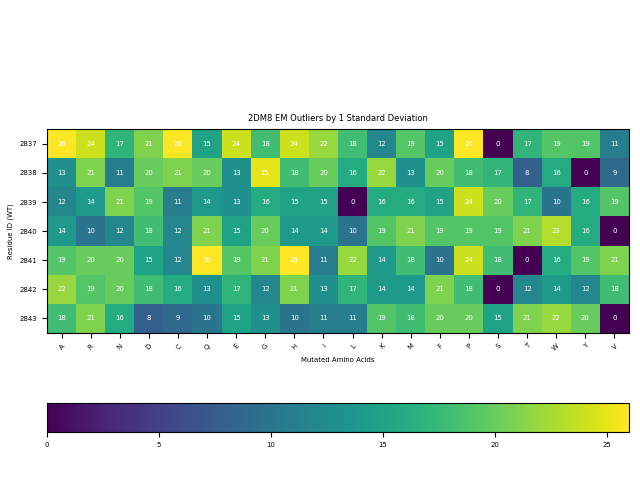 2DM8 EM Outliers by 1 Standard Deviation
Residue ID (WT)
2837 26 24 17 21 26 15 24 18 24 22 18 12 19 15 26 0 17 19 19 11
2838 13 14 11 20 21 20 13 25 18 20 16 22 13 20 18 17 8 16 0 9
2839 12 14 21 19 11 14 13 16 15 15 0 16 16 15 24 20 17 10 16 19
2840 14 10 12 18 12 21 15 20 14 14 10 19 21 19 19 19 21 23 16 0
2841 19 20 20 15 12 26 19 21 26 11 22 14 18 10 24 18 0 16 19 21
2842 22 19 20 18 16 13 17 12 21 13 17 14 14 21 18 0 12 14 12 18
2843 18 21 16 8 9 10 15 13 10 11 11 19 18 20 20 15 21 22 20 0
A R N D C Q E G H I L K M F P S T W Y V
Mutated Amino Acids
0 5 10 15 20 25